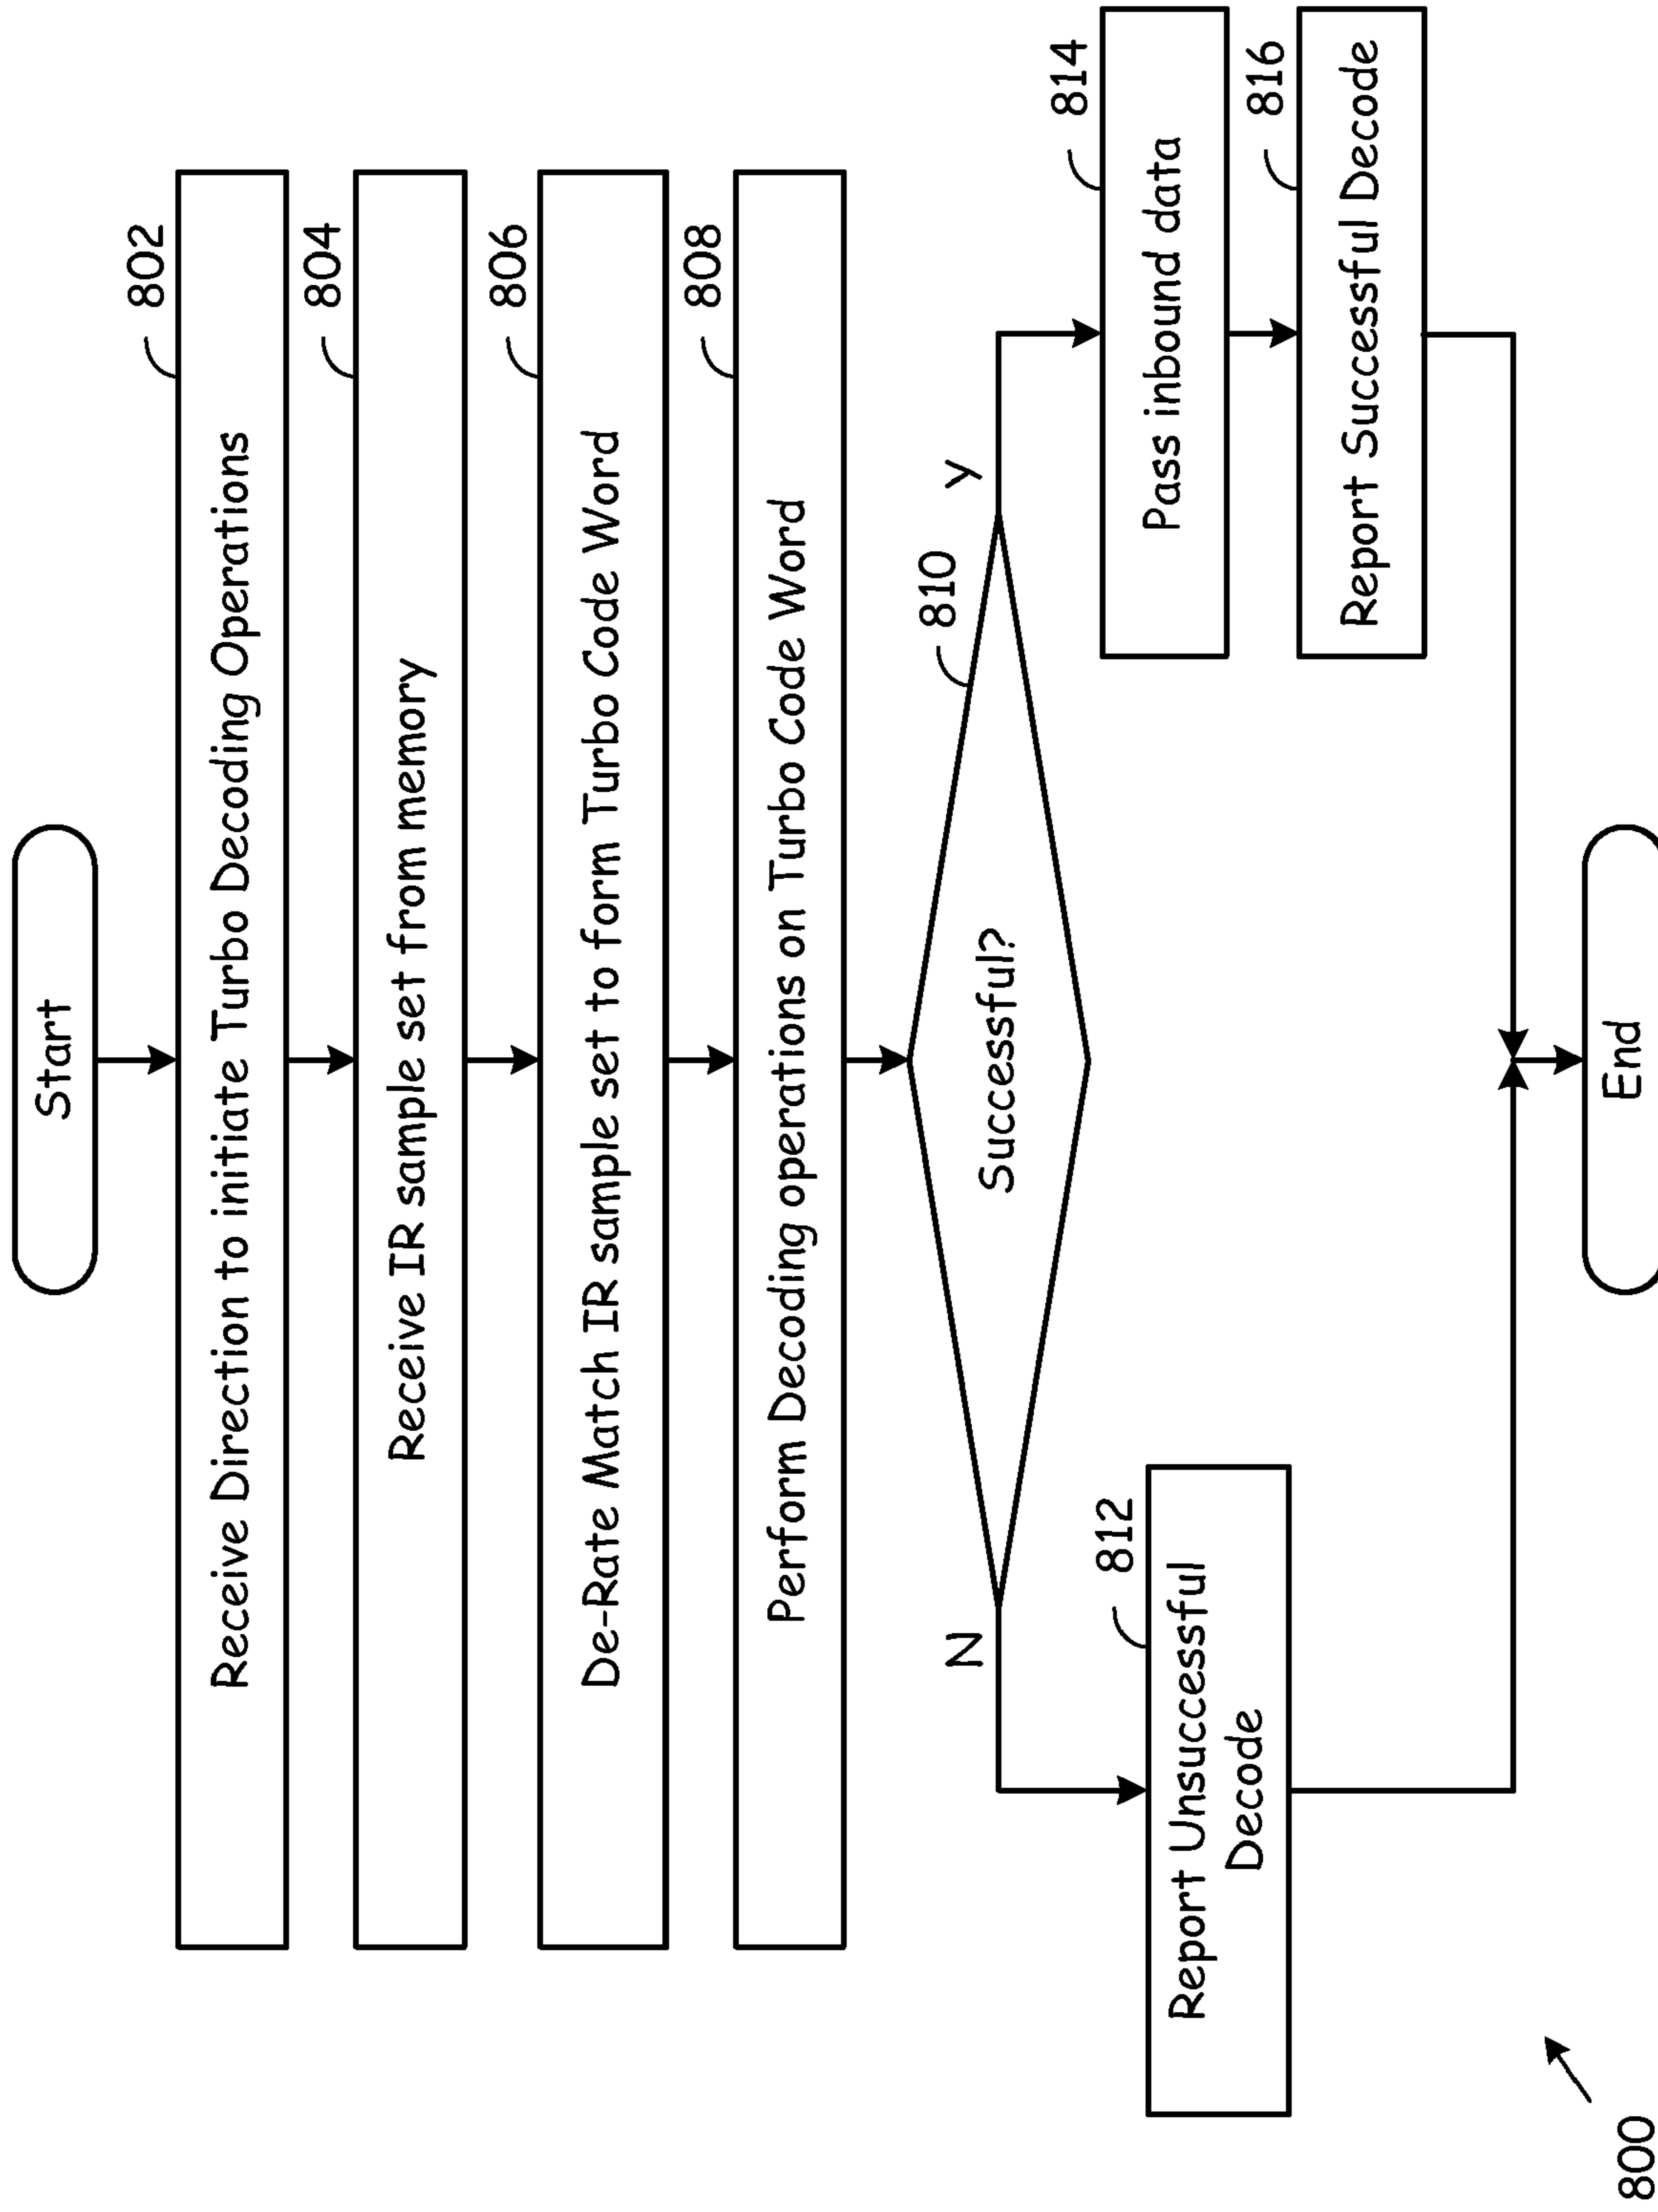 Start
802
Receive Direction to initiate Turbo Decoding Operations
804
Receive IR sample set from memory
806
De-Rate Match IR sample set to form Turbo Code Word
808
Perform Decoding operations on Turbo Code Word
810
Successful?
N
Y
812
Report Unsuccessful
Decode
814
Pass inbound data
816
Report Successful Decode
End
800